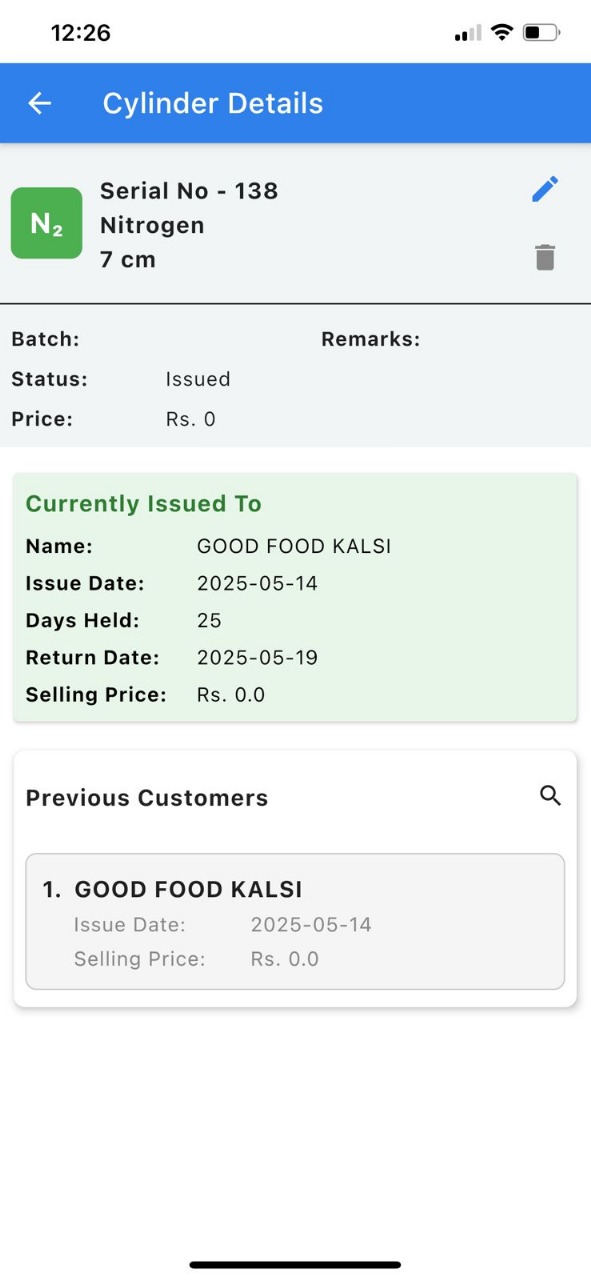 12:26
Cylinder Details
N₂
Serial No - 138
Nitrogen
7 cm
Batch: Remarks:
Status: Issued
Price: Rs. 0
Currently Issued To
Name: GOOD FOOD KALSI
Issue Date: 2025-05-14
Days Held: 25
Return Date: 2025-05-19
Selling Price: Rs. 0.0
Previous Customers
1. GOOD FOOD KALSI
Issue Date: 2025-05-14
Selling Price: Rs. 0.0